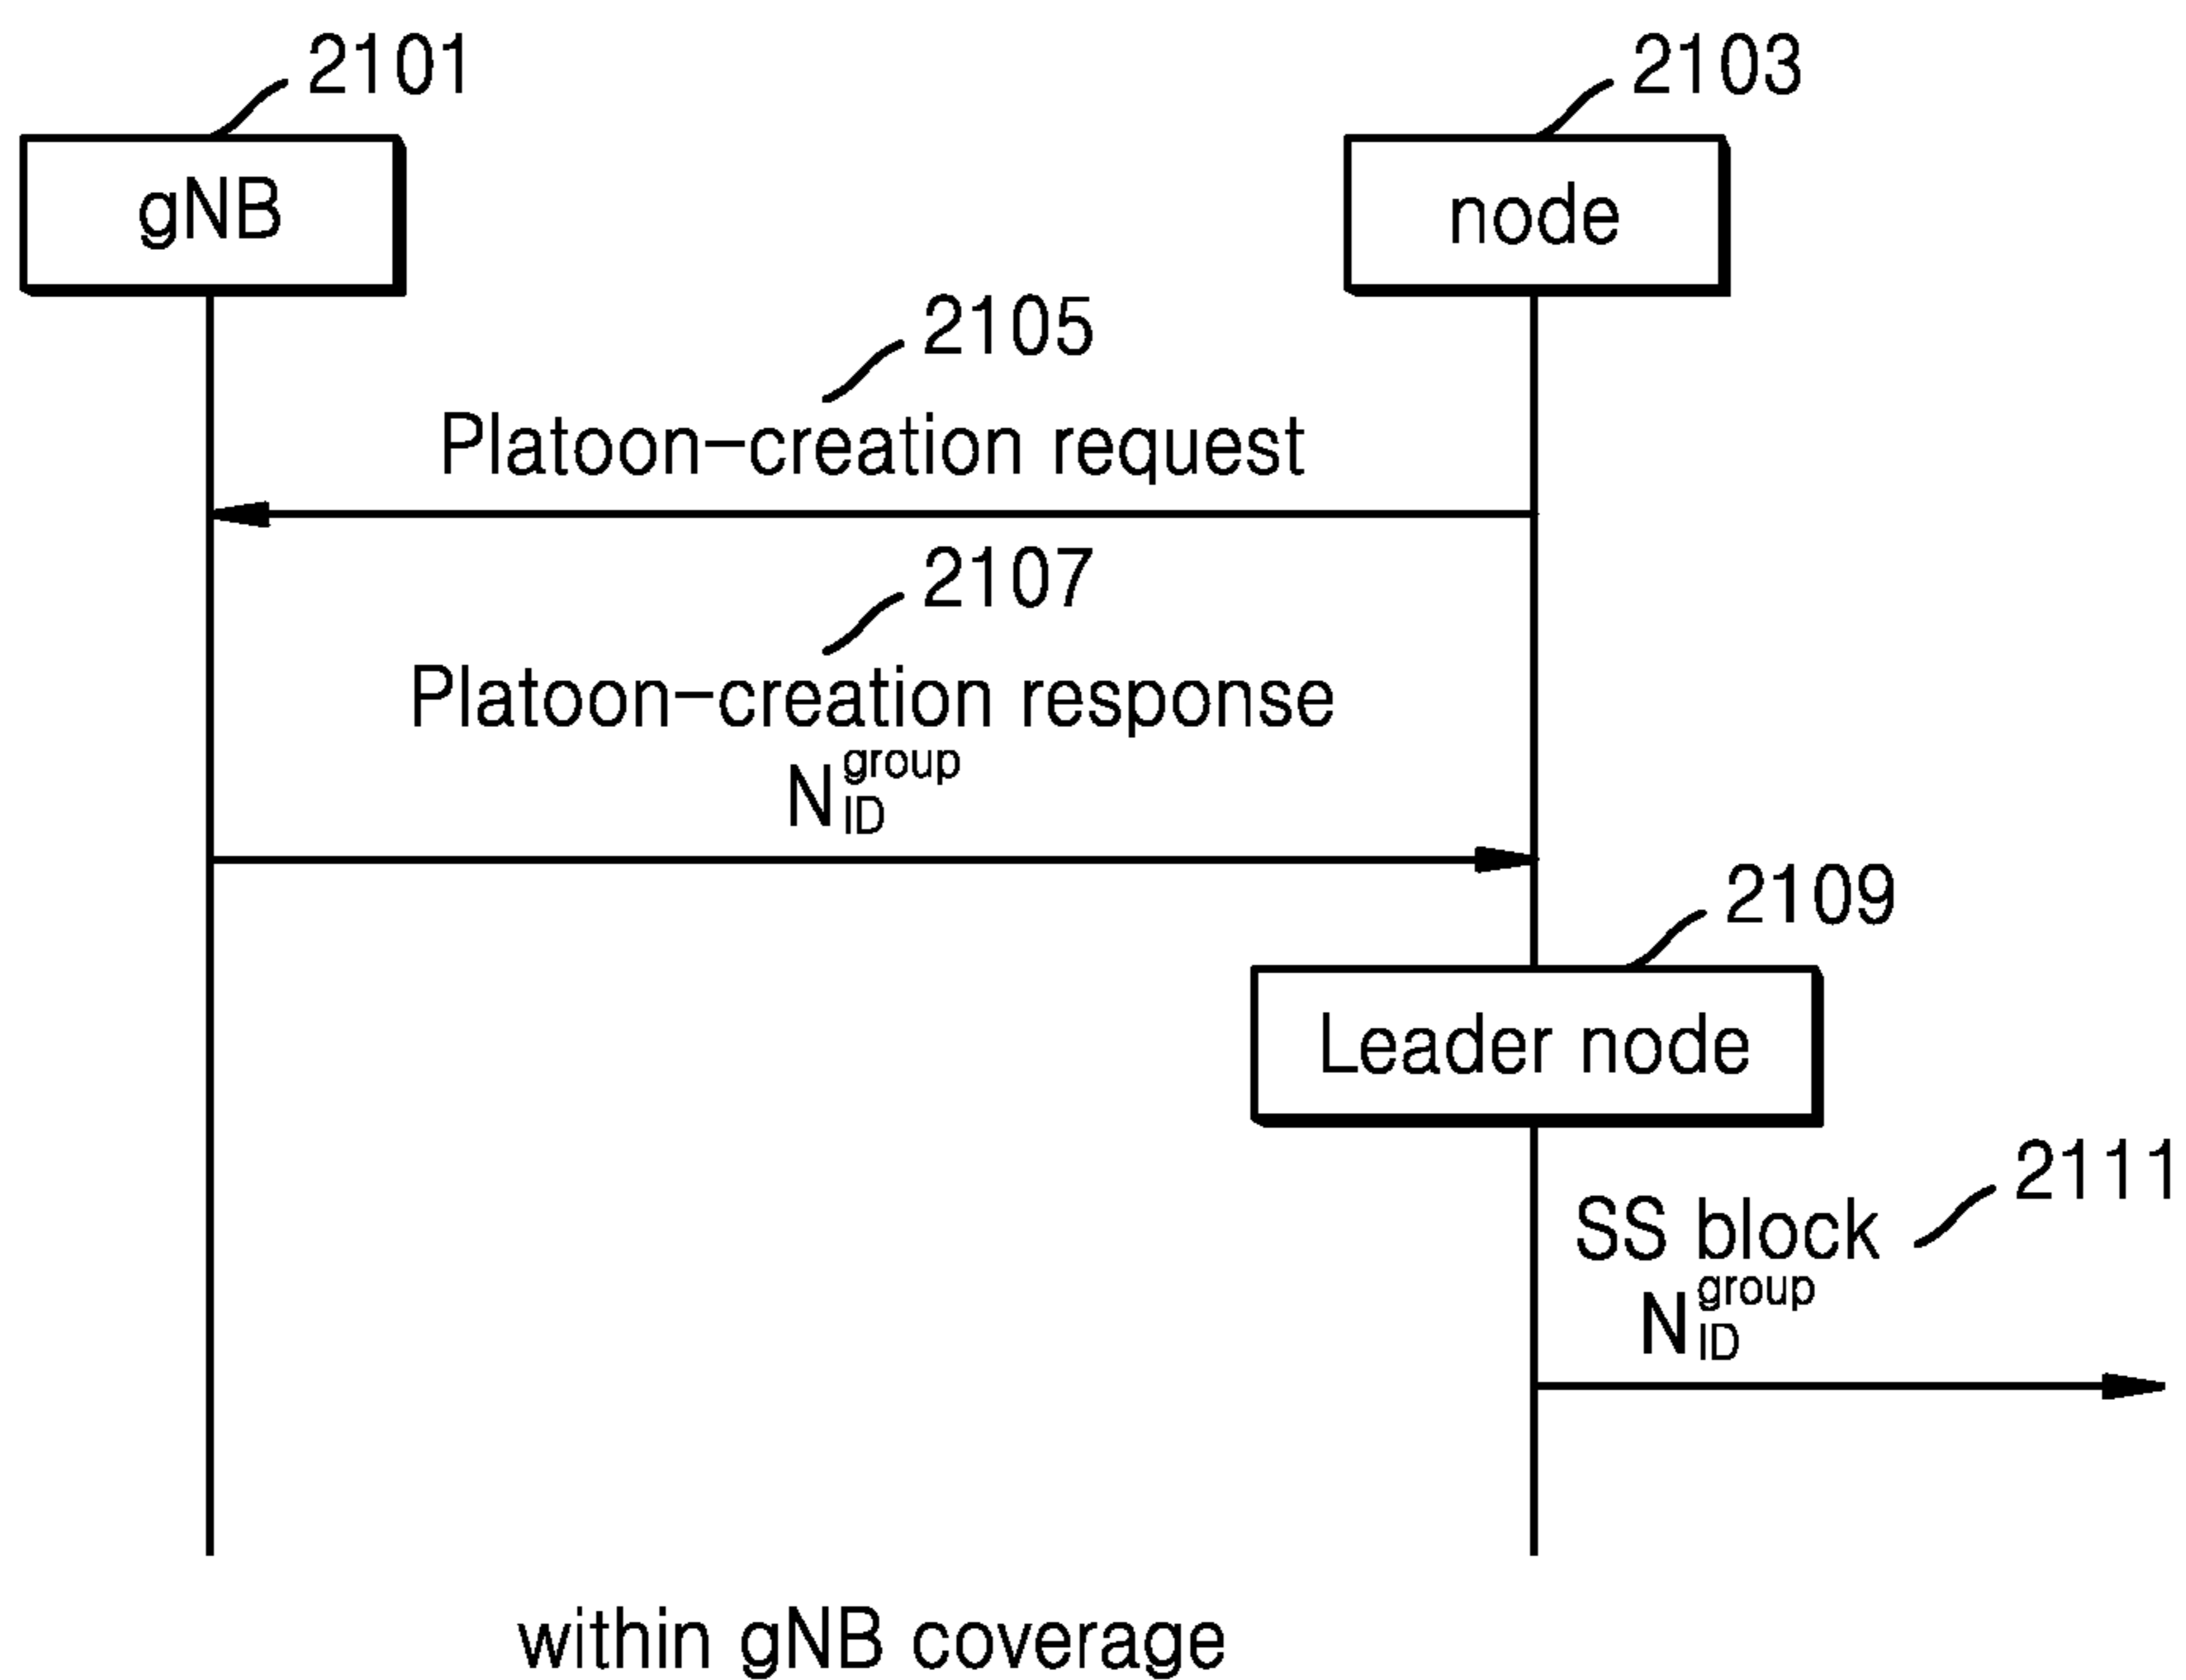 2101
2103
gNB
node
2105
Platoon-creation request
2107
Platoon-creation response
N_ID^group
2109
Leader node
2111
SS block
N_ID^group
within gNB coverage